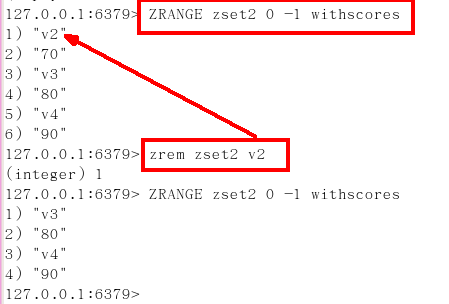 127.0.0.1:6379> ZRANGE zset2 0 -1 withscores
1) "v2"
2) "70"
3) "v3"
4) "80"
5) "v4"
6) "90"
127.0.0.1:6379> zrem zset2 v2
(integer) 1
127.0.0.1:6379> ZRANGE zset2 0 -1 withscores
1) "v3"
2) "80"
3) "v4"
4) "90"
127.0.0.1:6379>